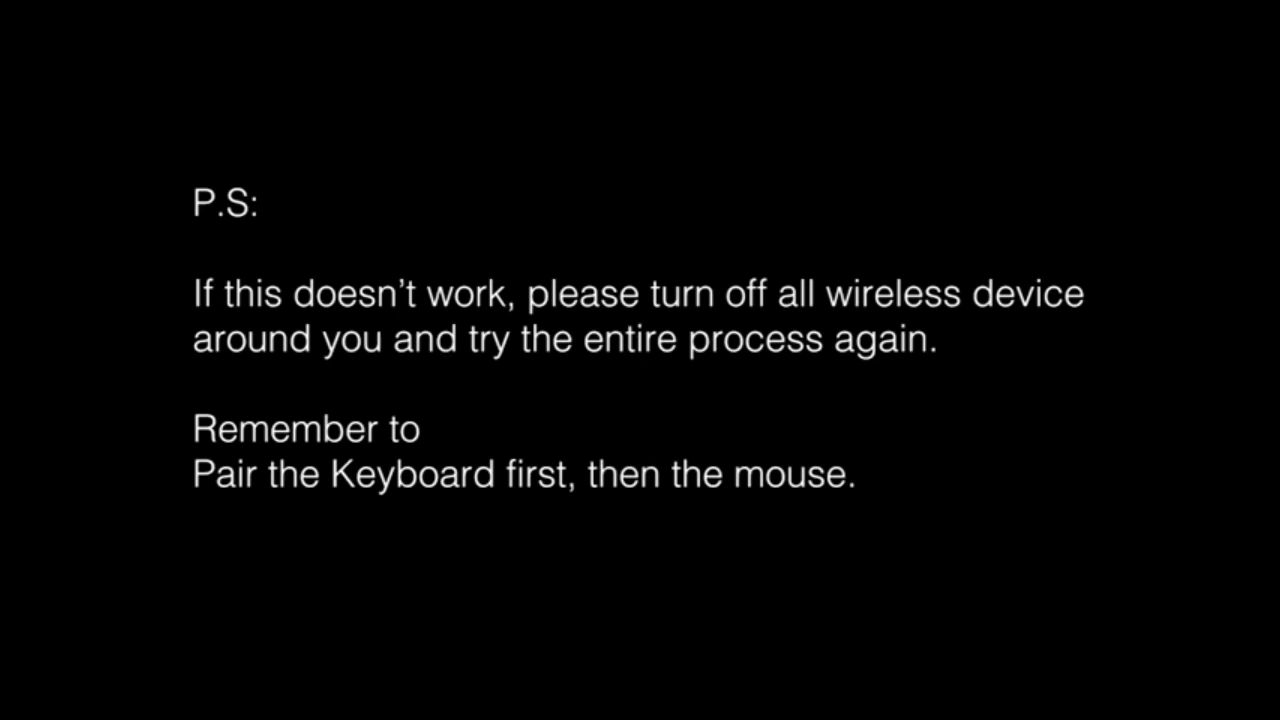 P.S:
If this doesn’t work, please turn off all wireless device
around you and try the entire process again.
Remember to
Pair the Keyboard first, then the mouse.